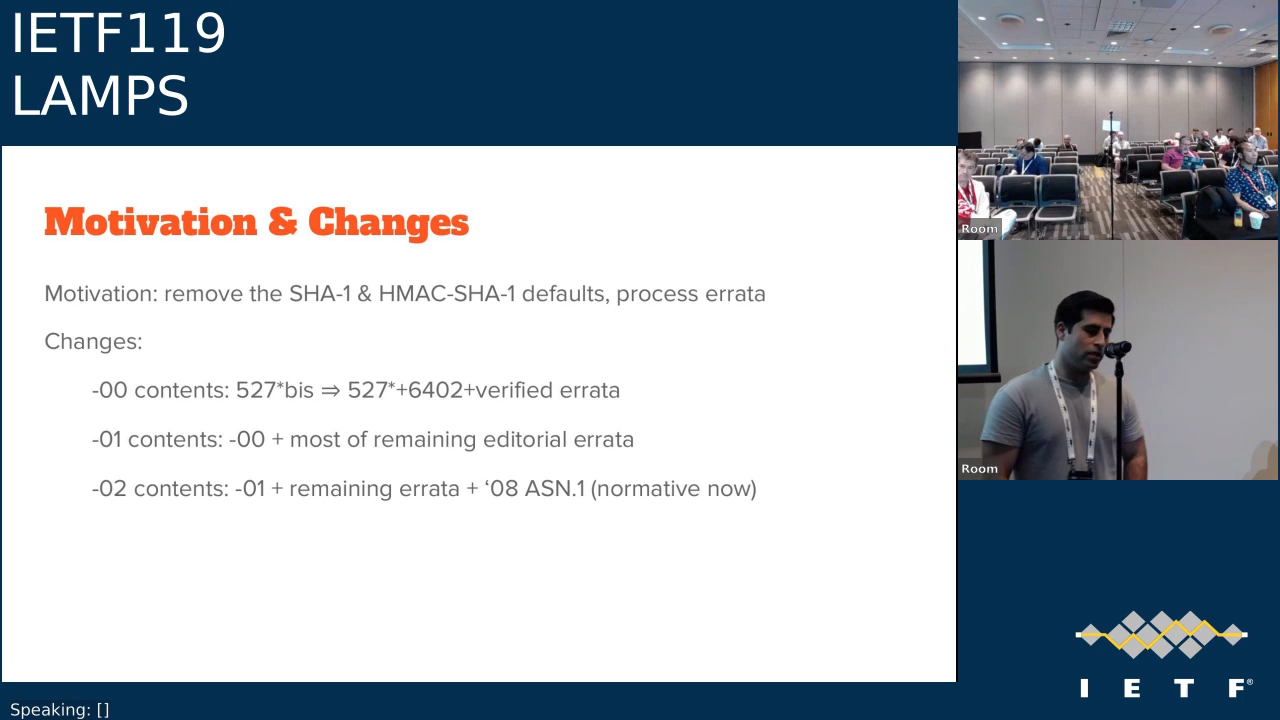 IETF119
LAMPS
Motivation & Changes
Motivation: remove the SHA-1 & HMAC-SHA-1 defaults, process errata
Changes:
-00 contents: 527*bis ⇒ 527*+6402+verified errata
-01 contents: -00 + most of remaining editorial errata
-02 contents: -01 + remaining errata + ‘08 ASN.1 (normative now)
Room
Room
I E T F®
Speaking: []